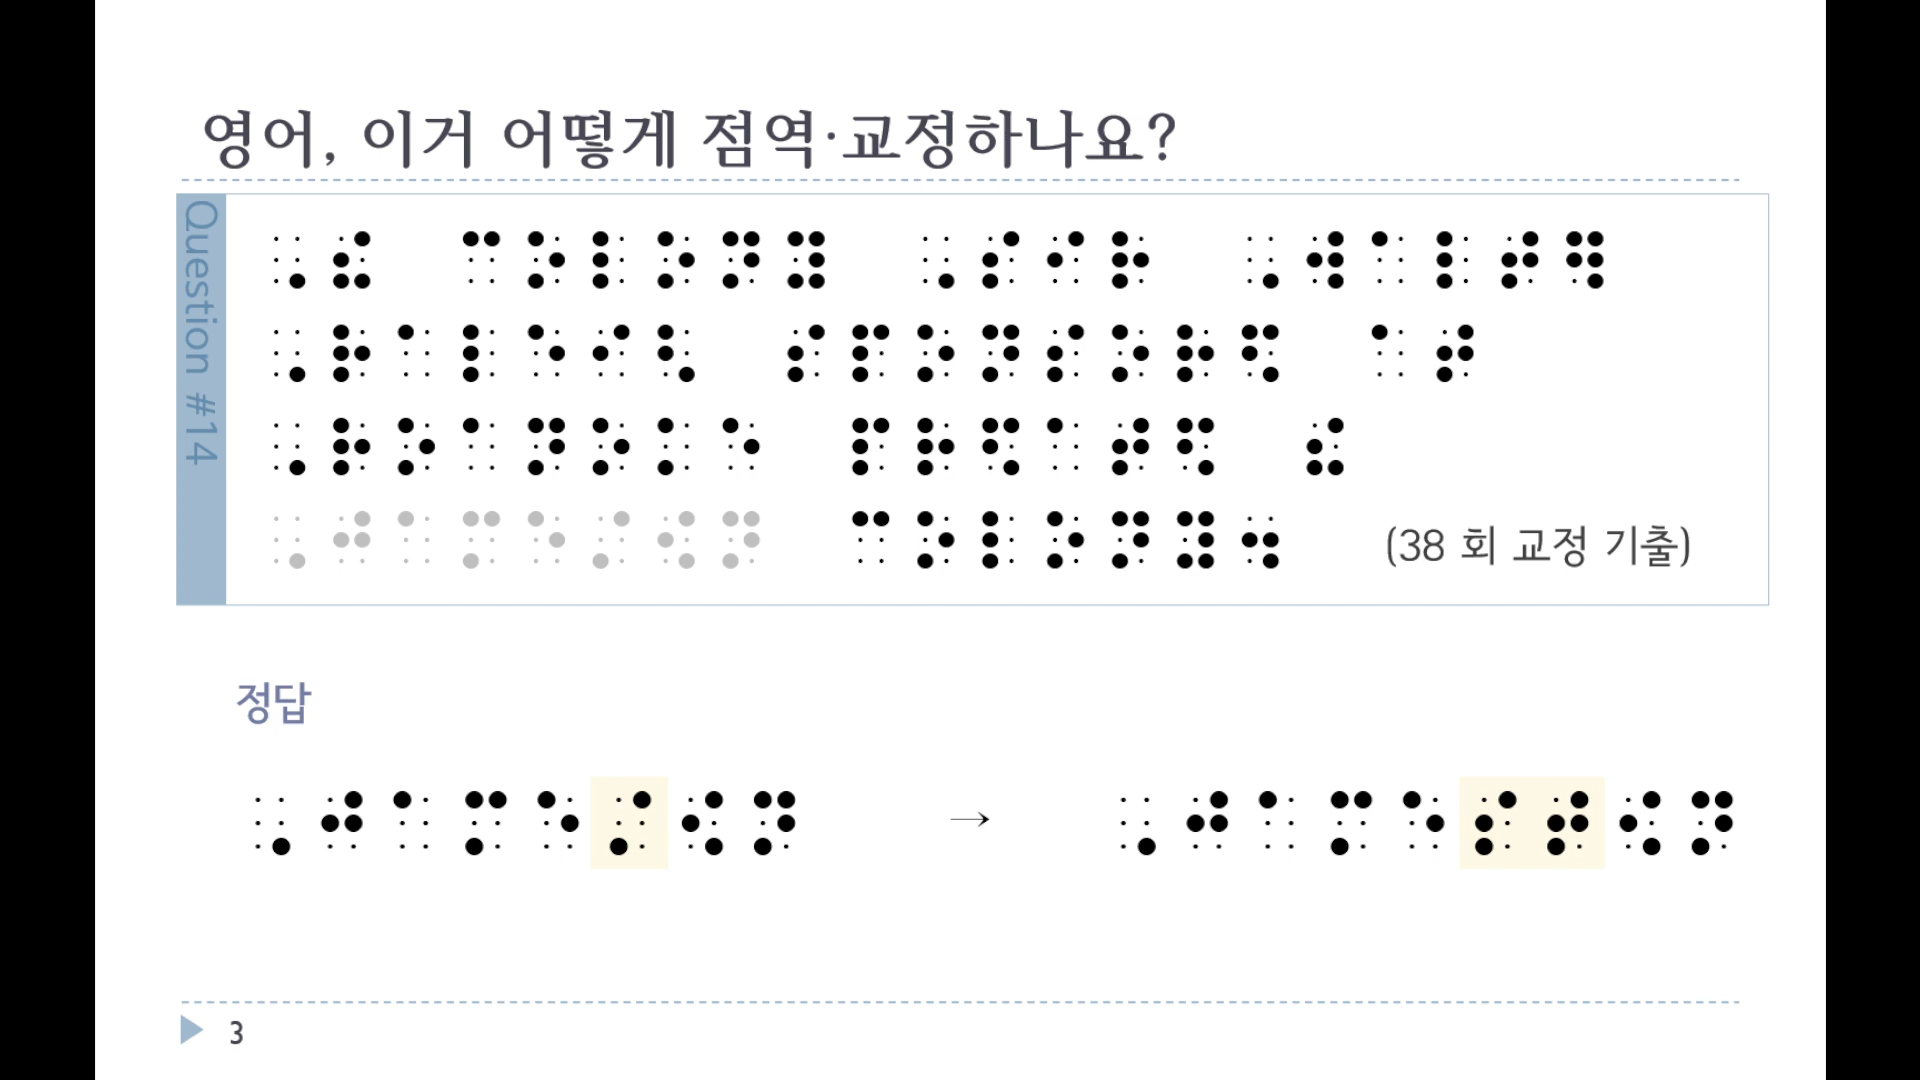 영어, 이거 어떻게 점역·교정하나요?
Question #14
⠠⠮ ⠉⠕⠇⠕⠝⠽ ⠠⠎⠊⠗ ⠠⠺⠁⠇⠞⠻
⠠⠗⠁⠇⠑⠊⠣ ⠎⠏⠕⠝⠎⠕⠗⠫ ⠁⠞
⠠⠗⠕⠁⠝⠕⠅⠑ ⠏⠗⠫⠁⠞⠫ ⠮
⠠⠚⠁⠍⠑⠌⠪⠝ ⠉⠕⠇⠕⠝⠽⠲ (38 회 교정 기출)
정답
⠠⠚⠁⠍⠑⠌⠪⠝ → ⠠⠚⠁⠍⠑⠎⠞⠪⠝
3